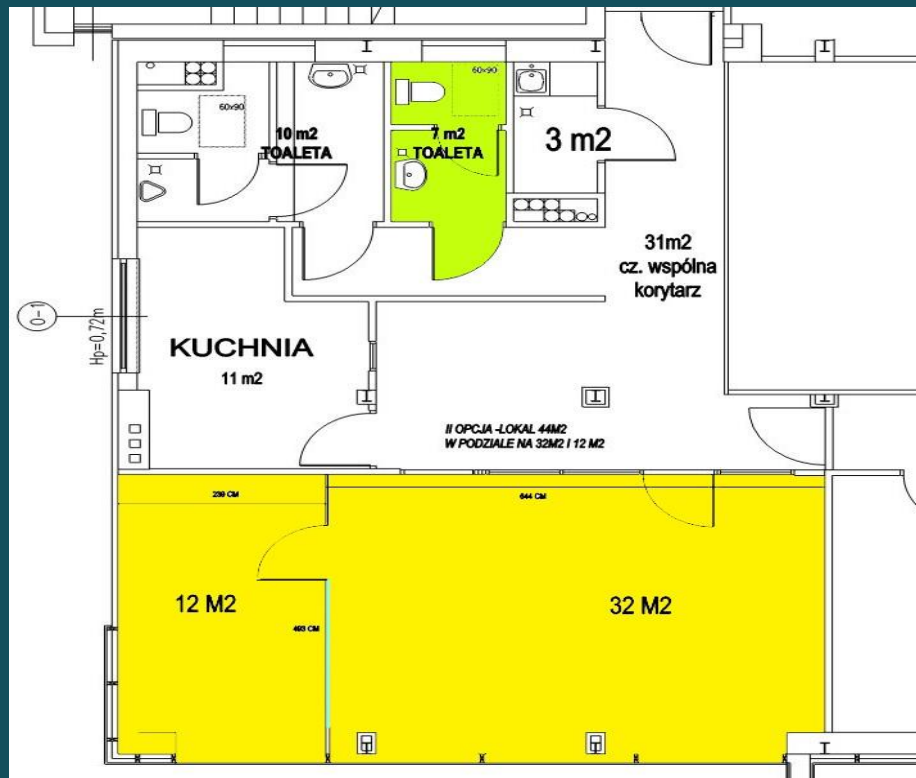 60x90
60x90
10 m2
TOALETA
7 m2
TOALETA
3 m2
31m2
cz. wspólna
korytarz
0-1
Hp=0,72m
KUCHNIA
11 m2
II OPCJA -LOKAL 44M2
W PODZIALE NA 32M2 I 12 M2
239 CM
644 CM
12 M2
493 CM
32 M2